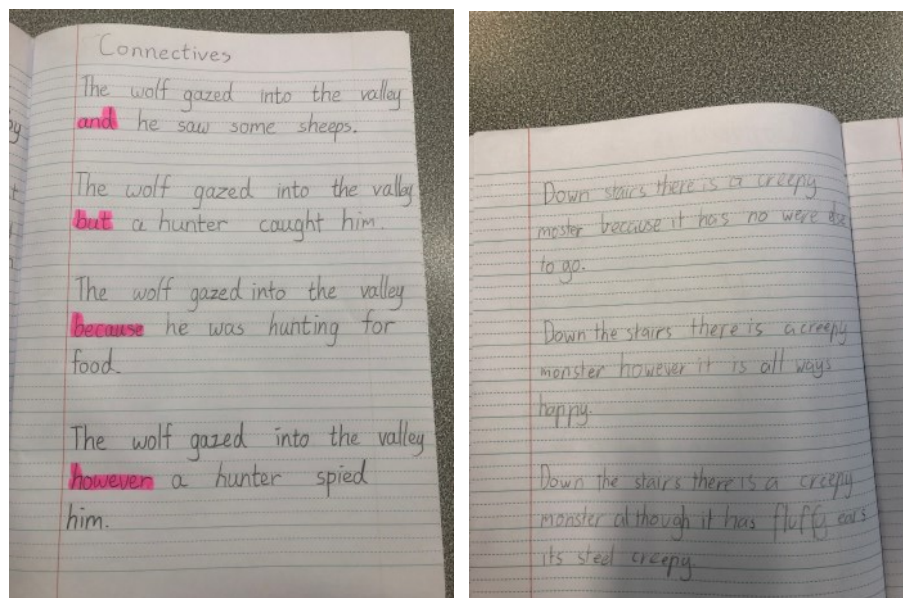 Connectives
The wolf gazed into the valley
and he saw some sheeps.
The wolf gazed into the valley
but a hunter caught him.
The wolf gazed into the valley
because he was hunting for
food.
The wolf gazed into the valley
however a hunter spied
him.
Down stairs there is a creepy
moster because it has no were else
to go.
Down the stairs there is a creepy
monster however it is all ways
happy.
Down the stairs there is a creepy
monster al though it has fluffy ears
its steel creepy